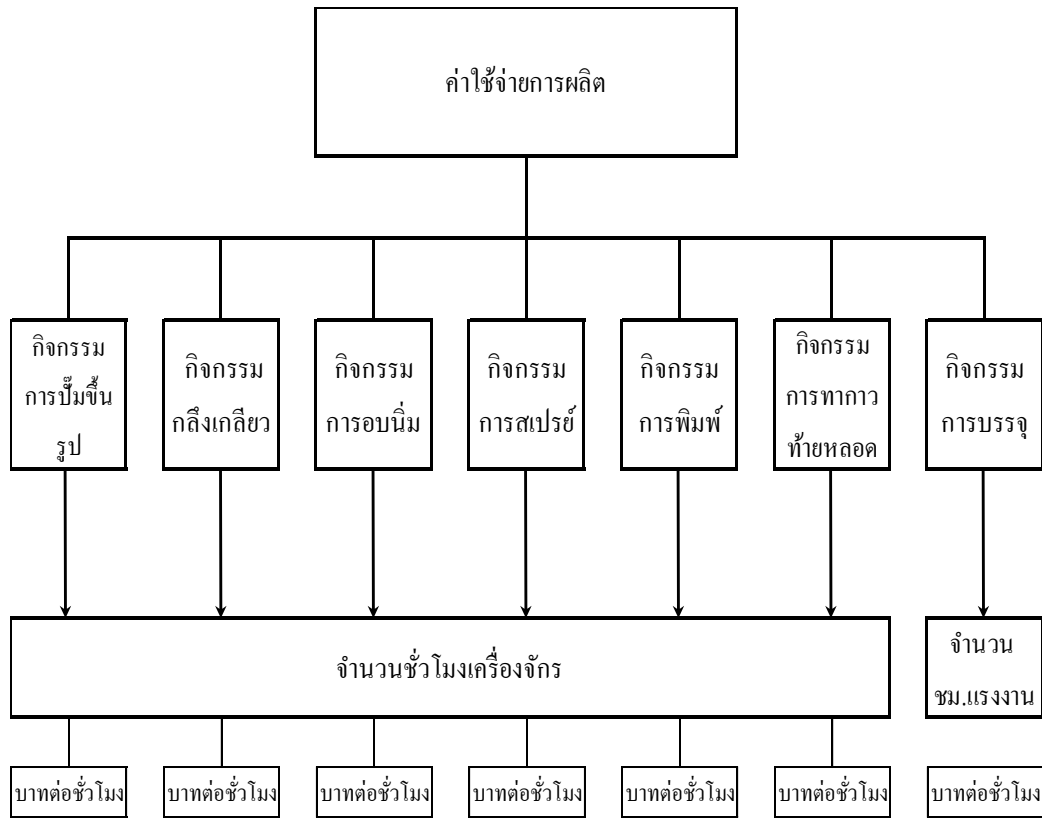 ค่าใช้จ่ายการผลิต
กิจกรรม
การปั๊มขึ้น
รูป
กิจกรรม
กลึงเกลียว
กิจกรรม
การอบนิ่ม
กิจกรรม
การสเปรย์
กิจกรรม
การพิมพ์
กิจกรรม
การทากาว
ท้ายหลอด
กิจกรรม
การบรรจุ
จำนวนชั่วโมงเครื่องจักร
จำนวน
ชม.แรงงาน
บาทต่อชั่วโมง
บาทต่อชั่วโมง
บาทต่อชั่วโมง
บาทต่อชั่วโมง
บาทต่อชั่วโมง
บาทต่อชั่วโมง
บาทต่อชั่วโมง